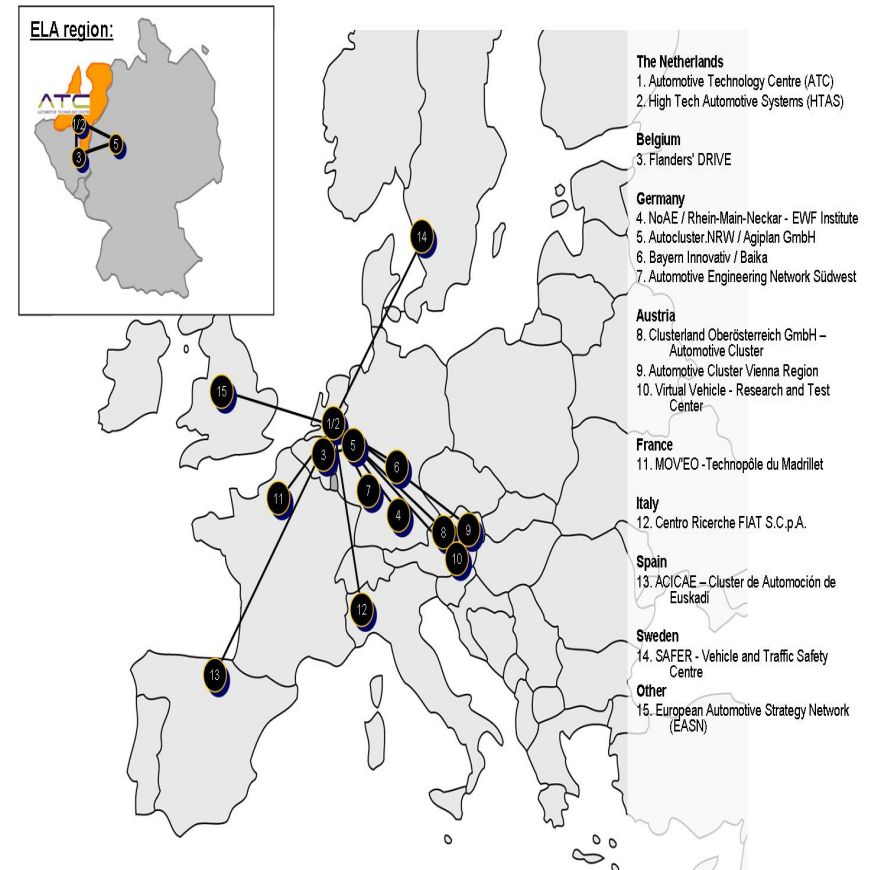 ELA region:
ATC
AUTOMOTIVE TECHNOLOGY CENTRE
1/2
3
5
14
15
1/2
3
5
6
11
7
4
8
9
10
12
13
The Netherlands
1. Automotive Technology Centre (ATC)
2. High Tech Automotive Systems (HTAS)
Belgium
3. Flanders' DRIVE
Germany
4. NoAE / Rhein-Main-Neckar - EWF Institute
5. Autocluster.NRW / Agiplan GmbH
6. Bayern Innovativ / Baika
7. Automotive Engineering Network Südwest
Austria
8. Clusterland Oberösterreich GmbH –
Automotive Cluster
9. Automotive Cluster Vienna Region
10. Virtual Vehicle - Research and Test
Center
France
11. MOV'EO -Technopôle du Madrillet
Italy
12. Centro Ricerche FIAT S.C.p.A.
Spain
13. ACICAE – Cluster de Automoción de
Euskadi
Sweden
14. SAFER - Vehicle and Traffic Safety
Centre
Other
15. European Automotive Strategy Network
(EASN)